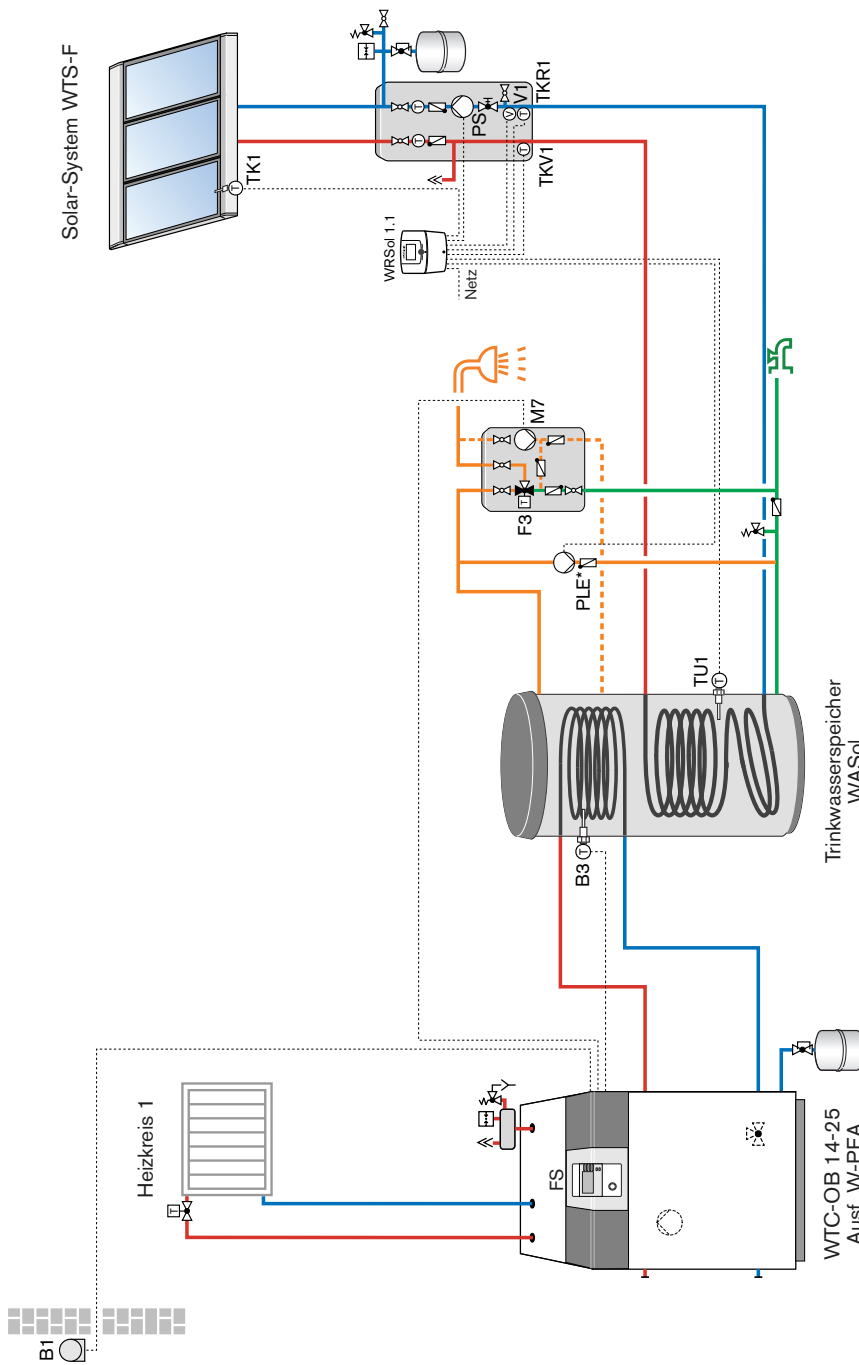 Solar-System WTS-F
TK1
PS
V1
TKR1
TKV1
WRSol 1.1
Netz
M7
F3
PLE*
TU1
B3
Trinkwasserspeicher
WASol
Heizkreis 1
B1
FS
WTC-OB 14-25
Ausf. W-PEA
T
T
T
V
T
T
T
T
T
T